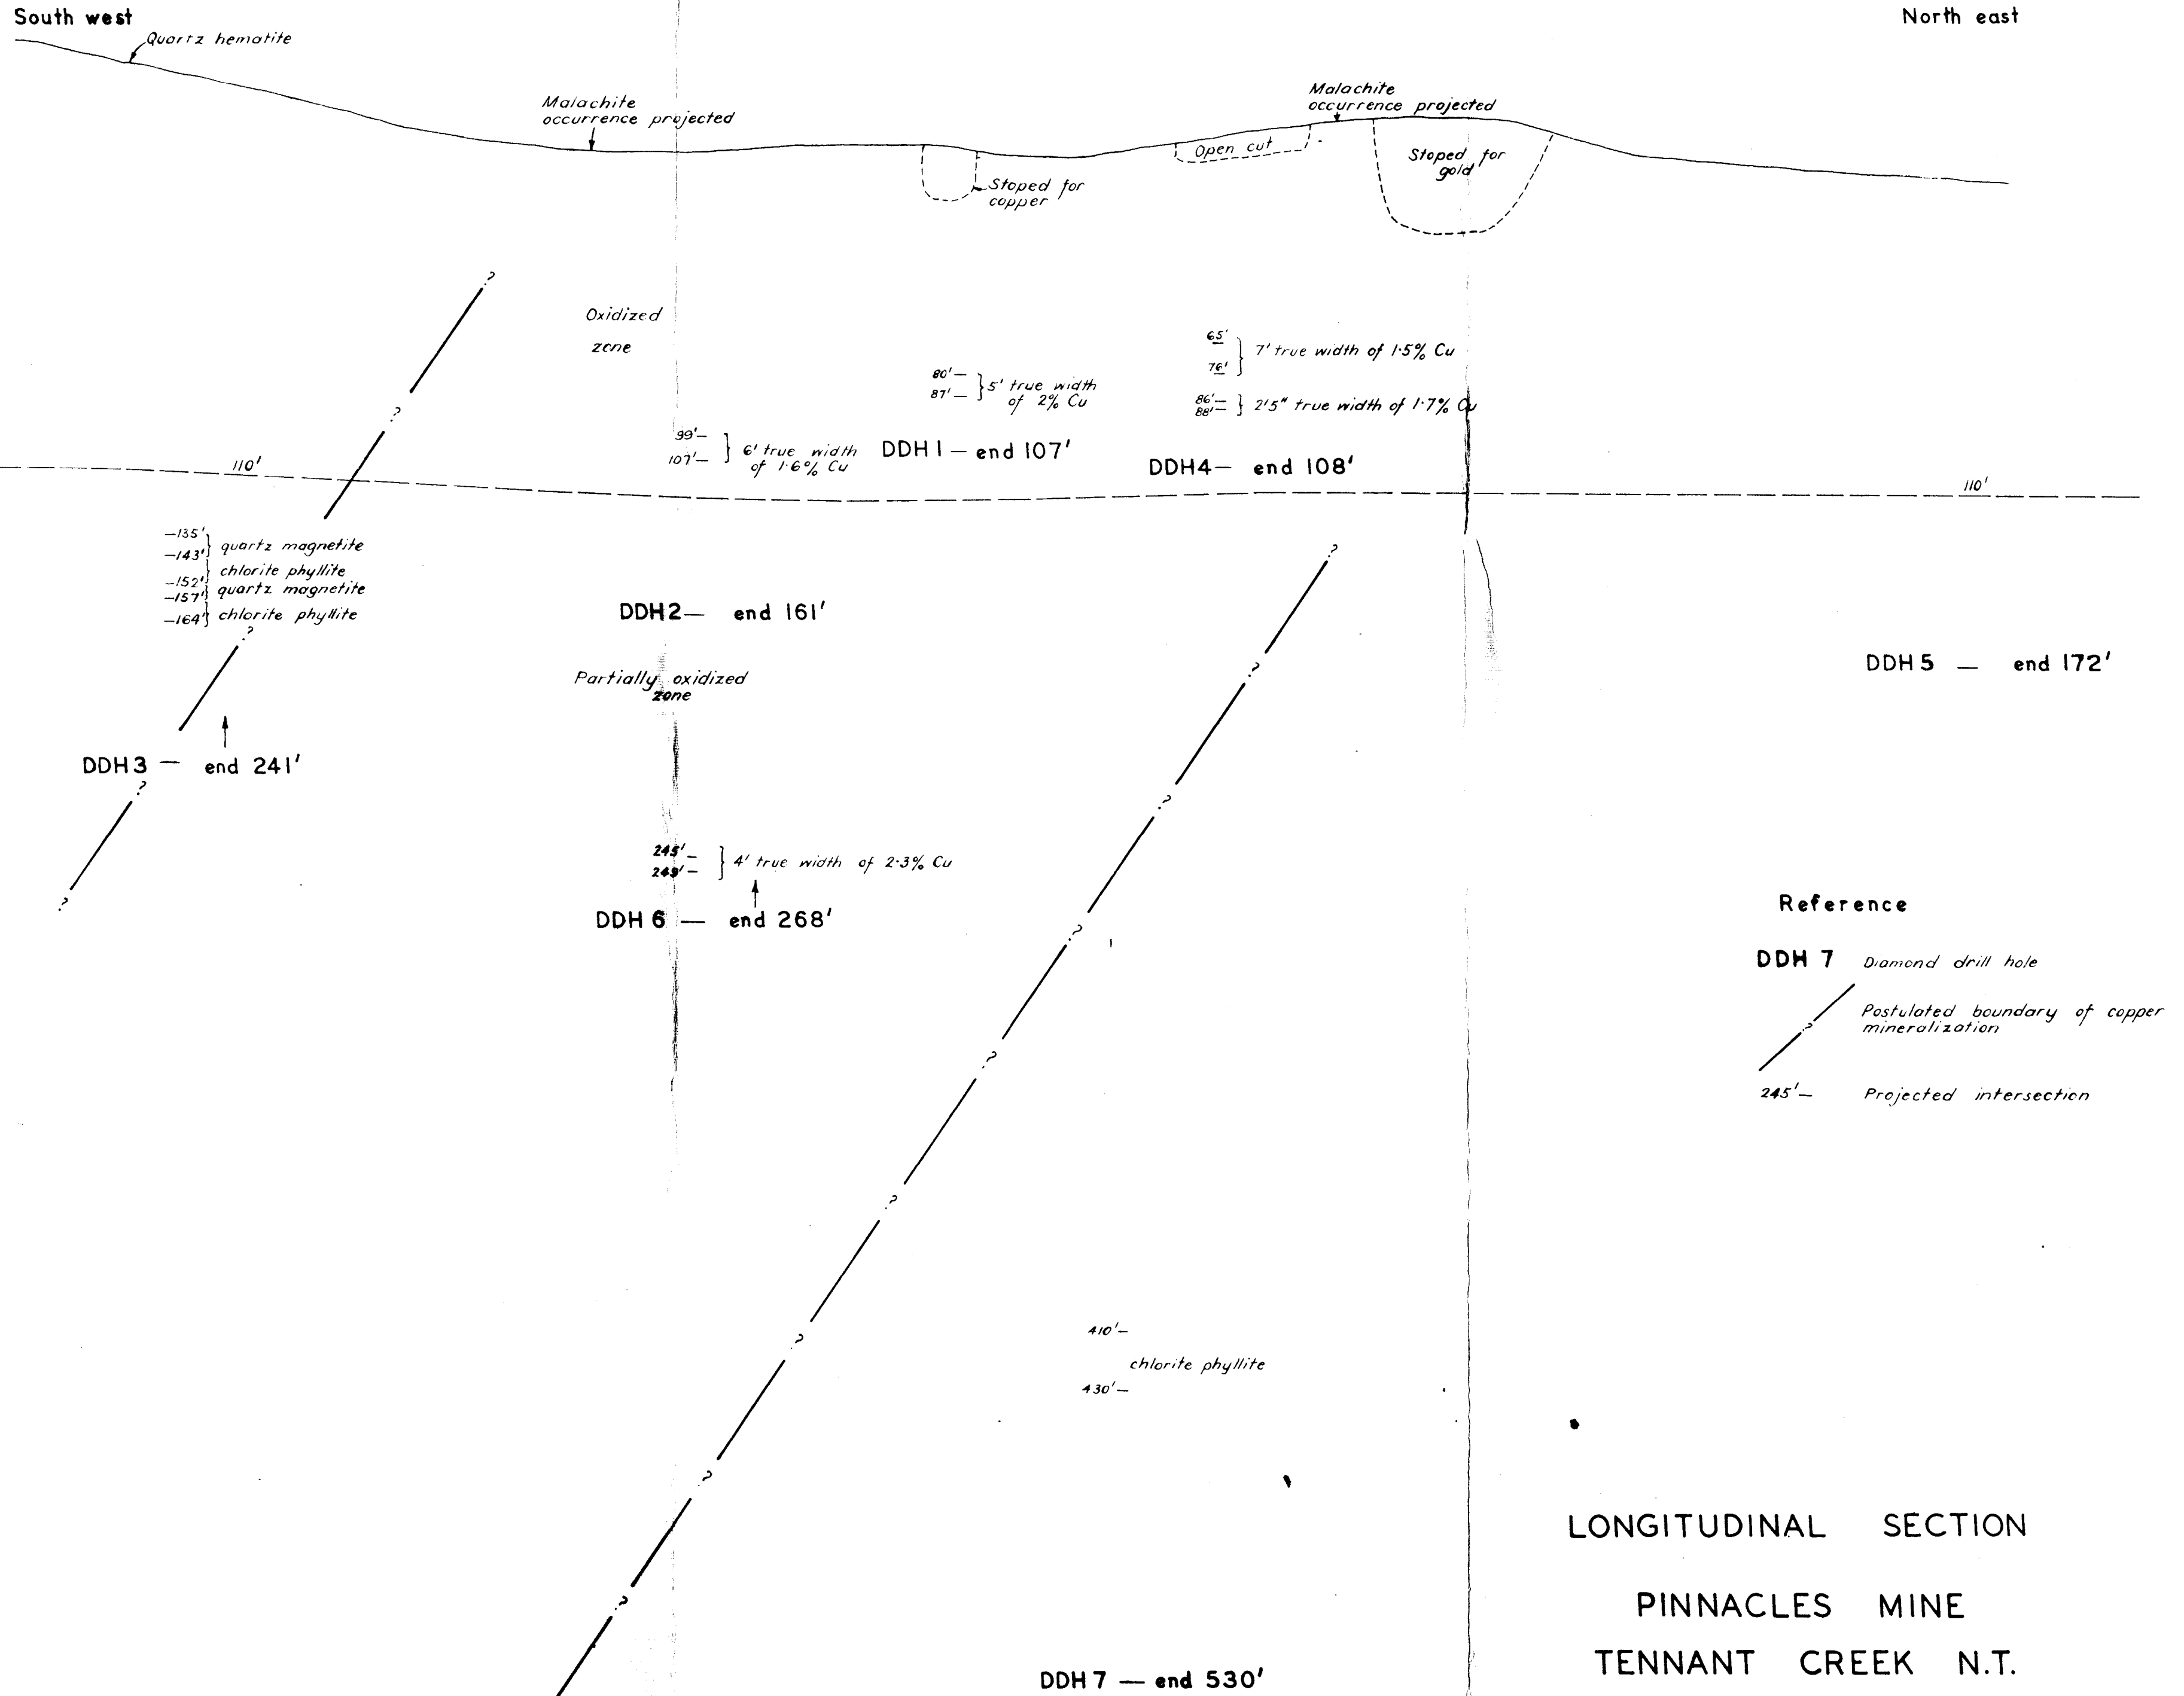 South west
North east
Quartz hematite
Malachite
occurrence projected
Malachite
occurrence projected
Open cut
Stoped for
gold
Stoped for
copper
?
Oxidized
zone
65'
76'
7' true width of 1·5% Cu
80'—
87'—
5' true width
of 2% Cu
86'—
88'—
2'5" true width of 1·7% Cu
?
99'—
107'—
6' true width
of 1·6% Cu
DDH 1 — end 107'
DDH4— end 108'
110'
110'
—135'
—143'
quartz magnetite
chlorite phyllite
—152'
—157'
quartz magnetite
—164'
chlorite phyllite
?
?
DDH2— end 161'
?
DDH 5 — end 172'
Partially oxidized
zone
DDH3 — end 241'
?
?
245'—
249'—
4' true width of 2·3% Cu
?
DDH 6 — end 268'
?
Reference
DDH 7 Diamond drill hole
?
Postulated boundary of copper
mineralization
245'— Projected intersection
?
?
?
410'—
chlorite phyllite
430'—
?
?
LONGITUDINAL SECTION
PINNACLES MINE
TENNANT CREEK N.T.
DDH 7 — end 530'